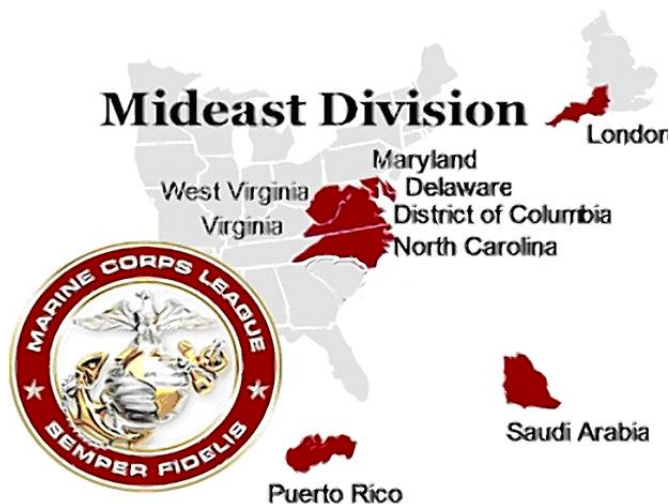 Mideast Division
London
Maryland
West Virginia
Delaware
Virginia
District of Columbia
North Carolina
MARINE CORPS LEAGUE
SEMPER FIDELIS
Saudi Arabia
Puerto Rico